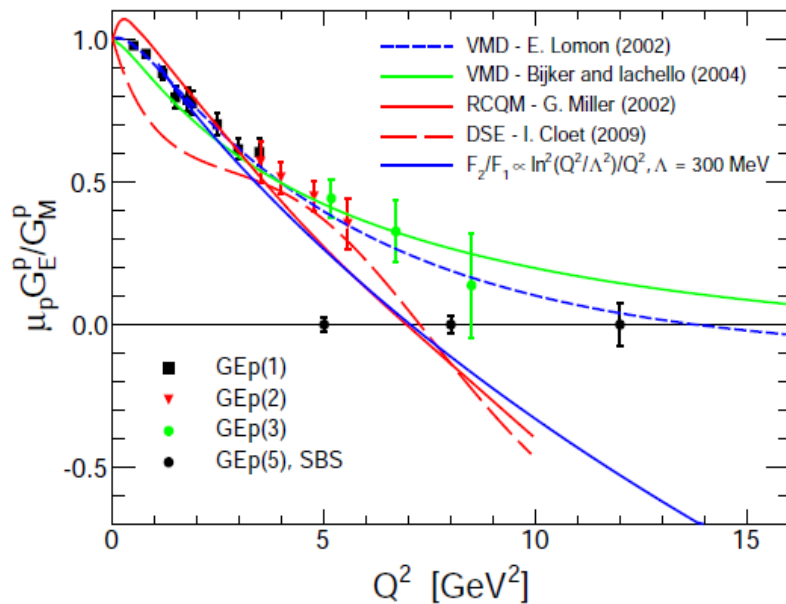 VMD - E. Lomon (2002)
VMD - Bijker and Iachello (2004)
RCQM - G. Miller (2002)
DSE - I. Cloet (2009)
F₂/F₁ ∝ ln²(Q²/Λ²)/Q², Λ = 300 MeV
1.0
0.5
0.0
-0.5
μₚG_E^p/G_M^p
GEp(1)
GEp(2)
GEp(3)
GEp(5), SBS
0 5 10 15
Q² [GeV²]